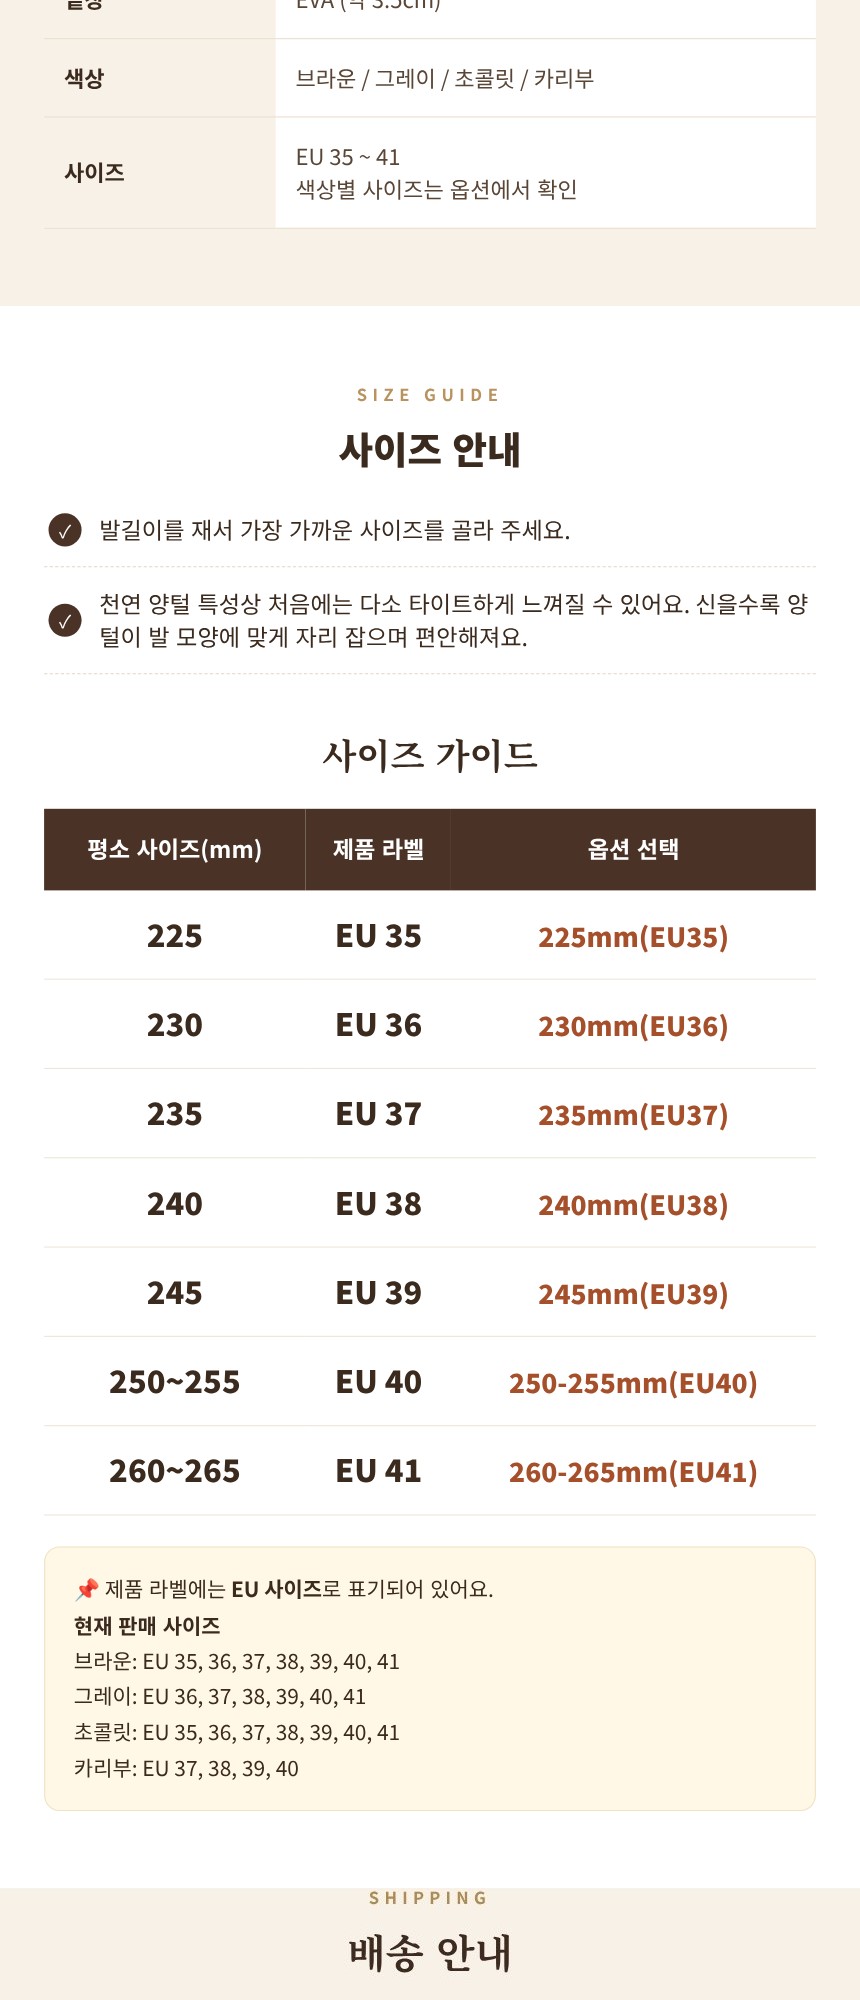 색상
브라운 / 그레이 / 초콜릿 / 카리부
사이즈
EU 35 ~ 41
색상별 사이즈는 옵션에서 확인
SIZE GUIDE
사이즈 안내
✓ 발길이를 재서 가장 가까운 사이즈를 골라 주세요.
✓ 천연 양털 특성상 처음에는 다소 타이트하게 느껴질 수 있어요. 신을수록 양
털이 발 모양에 맞게 자리 잡으며 편안해져요.
사이즈 가이드
평소 사이즈(mm) 제품 라벨 옵션 선택
225 EU 35 225mm(EU35)
230 EU 36 230mm(EU36)
235 EU 37 235mm(EU37)
240 EU 38 240mm(EU38)
245 EU 39 245mm(EU39)
250~255 EU 40 250-255mm(EU40)
260~265 EU 41 260-265mm(EU41)
📌 제품 라벨에는 EU 사이즈로 표기되어 있어요.
현재 판매 사이즈
브라운: EU 35, 36, 37, 38, 39, 40, 41
그레이: EU 36, 37, 38, 39, 40, 41
초콜릿: EU 35, 36, 37, 38, 39, 40, 41
카리부: EU 37, 38, 39, 40
SHIPPING
배송 안내